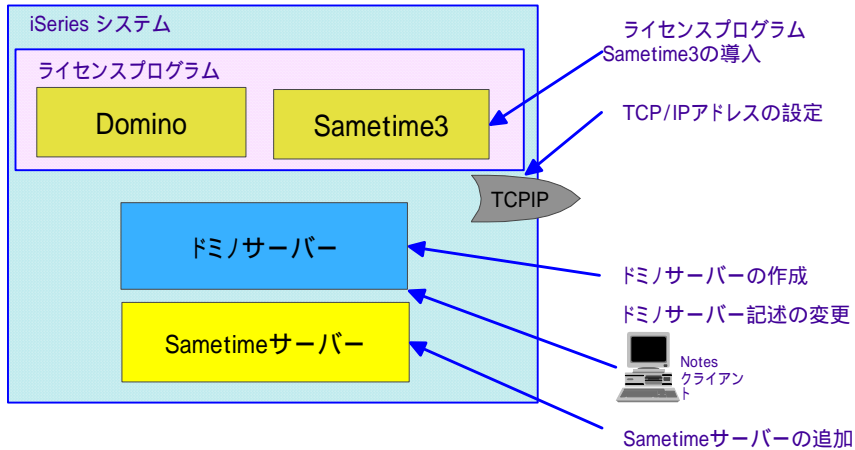 iSeries システム
ライセンスプログラム
Domino
Sametime3
TCPIP
ドミノサーバー
Sametimeサーバー
ライセンスプログラム
Sametime3の導入
TCP/IPアドレスの設定
ドミノサーバーの作成
ドミノサーバー記述の変更
Notes
クライアン
ト
Sametimeサーバーの追加